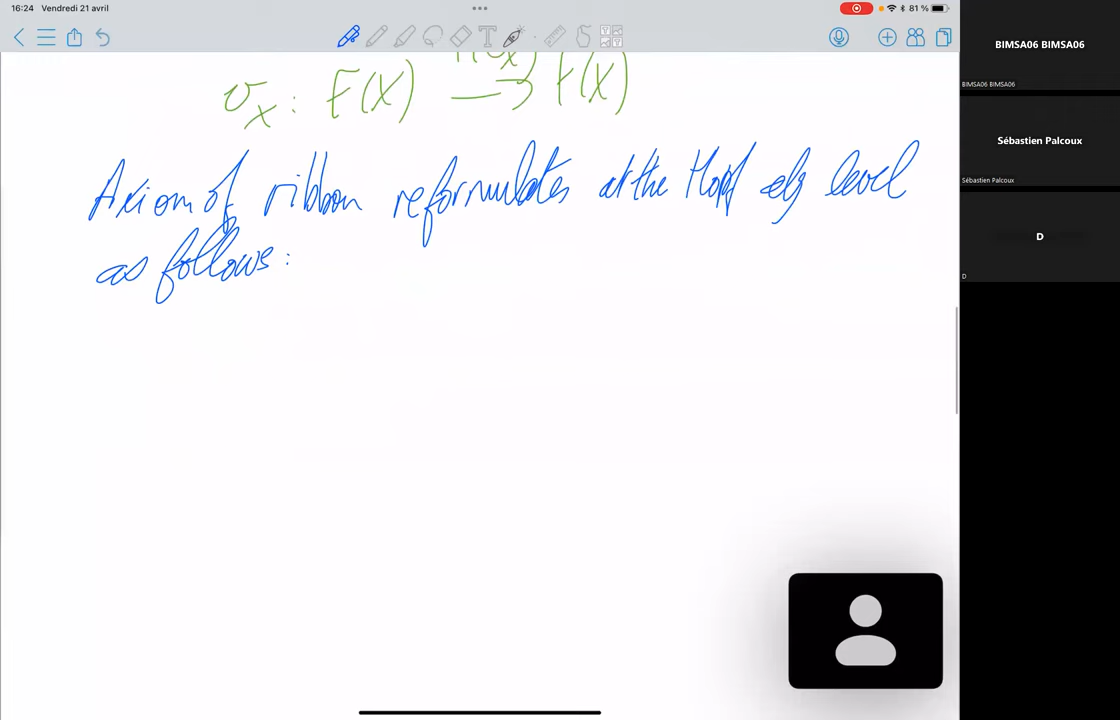 16:24 Vendredi 21 avril
81 %
BIMSA06 BIMSA06
BIMSA06 BIMSA06
Sébastien Palcoux
Sébastien Palcoux
D
D
σ_X : F(X) → F(X)
Axiom of ribbon reformulates at the Hopf alg level
as follows: